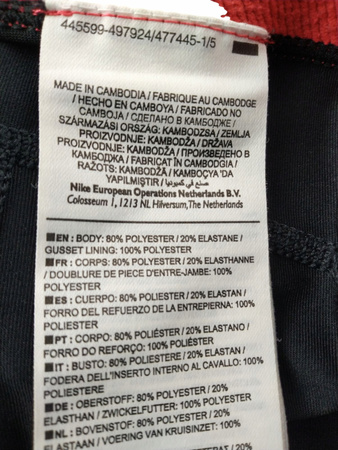 445599-497924/477445-1/5
MADE IN CAMBODIA / FABRIQUE AU CAMBODGE
/ HECHO EN CAMBOYA / FABRICADO NO
CAMBOJA / СДЕЛАНО В КАМБОДЖЕ /
SZÁRMAZÁSI ORSZÁG: KAMBODZSA / ZEMLJA
PROIZVODNJE: KAMBODŽA / DRŽAVA
PROIZVODNJE: KAMBODŽA / ПРОИЗВЕДЕНО В
КАМБОДЖА / FABRICAT ÎN CAMBODGIA /
RAŽOTS: KAMBODŽĀ / KAMBOÇYA'DA
YAPILMIŞTIR / صنع في كمبوديا
Nike European Operations Netherlands B.V.
Colosseum 1, 1213 NL Hilversum, The Netherlands
EN: BODY: 80% POLYESTER / 20% ELASTANE /
GUSSET LINING: 100% POLYESTER
FR: CORPS: 80% POLYESTER / 20% ELASTHANNE
/ DOUBLURE DE PIECE D'ENTRE-JAMBE: 100%
POLYESTER
ES: CUERPO: 80% POLIESTER / 20% ELASTAN /
FORRO DEL REFUERZO DE LA ENTREPIERNA: 100%
POLIESTER
PT: CORPO: 80% POLIÉSTER / 20% ELASTANO /
FORRO DO REFORÇO: 100% POLIÉSTER
IT: BUSTO: 80% POLIESTERE / 20% ELASTAN /
FODERA DELL'INSERTO INTERNO AL CAVALLO: 100%
POLIESTERE
DE: OBERSTOFF: 80% POLYESTER / 20%
ELASTHAN / ZWICKELFUTTER: 100% POLYESTER
NL: BOVENSTOF: 80% POLYESTER / 20%
ELASTAAN / VOERING VAN KRUISINZET: 100%